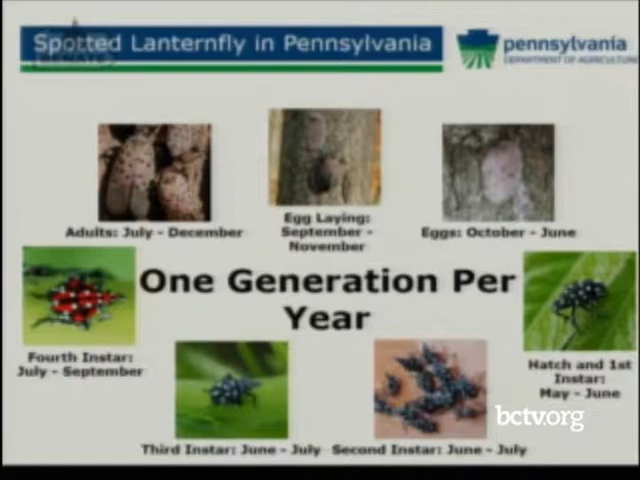 Spotted Lanternfly in Pennsylvania
SENATE
pennsylvania
DEPARTMENT OF AGRICULTURE
Adults: July - December
Egg Laying:
September -
November
Eggs: October - June
One Generation Per
Year
Fourth Instar:
July - September
Hatch and 1st
Instar:
May - June
Third Instar: June - July
Second Instar: June - July
bctv.org